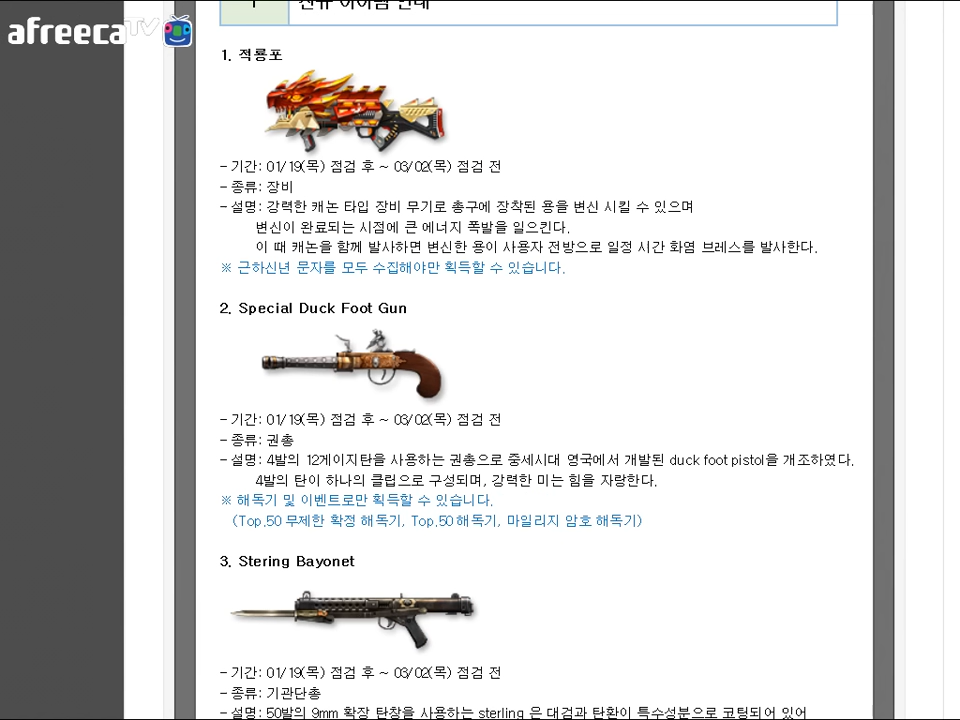 afreecaTV
1 신규 아이템 안내
1. 적룡포
- 기간: 01/19(목) 점검 후 ~ 03/02(목) 점검 전
- 종류: 장비
- 설명: 강력한 캐논 타입 장비 무기로 총구에 장착된 용을 변신 시킬 수 있으며
변신이 완료되는 시점에 큰 에너지 폭발을 일으킨다.
이 때 캐논을 함께 발사하면 변신한 용이 사용자 전방으로 일정 시간 화염 브레스를 발사한다.
※ 근하신년 문자를 모두 수집해야만 획득할 수 있습니다.
2. Special Duck Foot Gun
- 기간: 01/19(목) 점검 후 ~ 03/02(목) 점검 전
- 종류: 권총
- 설명: 4발의 12게이지탄을 사용하는 권총으로 중세시대 영국에서 개발된 duck foot pistol을 개조하였다.
4발의 탄이 하나의 클립으로 구성되며, 강력한 미는 힘을 자랑한다.
※ 해독기 및 이벤트로만 획득할 수 있습니다.
(Top.50 무제한 확정 해독기, Top.50 해독기, 마일리지 암호 해독기)
3. Stering Bayonet
- 기간: 01/19(목) 점검 후 ~ 03/02(목) 점검 전
- 종류: 기관단총
- 설명: 50발의 9mm 확장 탄창을 사용하는 sterling 은 대검과 탄환이 특수성분으로 코팅되어 있어